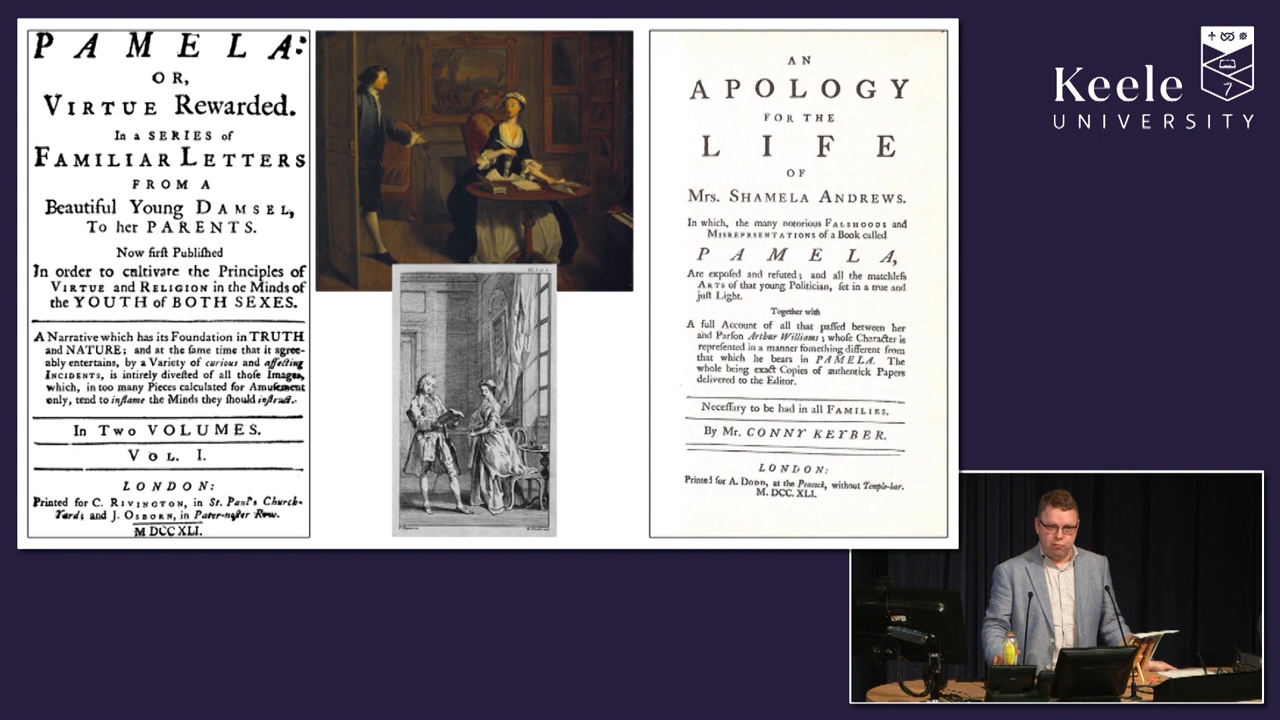 PAMELA:
OR,
VIRTUE Rewarded.
In a SERIES of
FAMILIAR LETTERS
FROM A
Beautiful Young DAMSEL,
To her PARENTS.
Now firſt Publiſhed
In order to cultivate the Principles of
VIRTUE and RELIGION in the Minds of
the YOUTH of BOTH SEXES.
A Narrative which has its Foundation in TRUTH
and NATURE; and at the ſame time that it agree-
ably entertains, by a Variety of curious and affecting
INCIDENTS, is intirely diveſted of all thoſe Images,
which, in too many Pieces calculated for Amuſement
only, tend to inflame the Minds they ſhould inſtruct.
In Two VOLUMES.
VOL. I.
LONDON:
Printed for C. RIVINGTON, in St. Paul's Church-
Yard; and J. OSBORN, in Pater-noſter Row.
M DCC XLI.
AN
APOLOGY
FOR THE
LIFE
OF
Mrs. SHAMELA ANDREWS.
In which, the many notorious FALSHOODS and
MISREPRSENTATIONS of a Book called
PAMELA,
Are expoſed and refuted; and all the matchleſs
ARTS of that young Politician, ſet in a true and
juſt Light.
Together with
A full Account of all that paſſed between her
and Parſon Arthur Williams; whoſe Character is
repreſented in a manner ſomething different from
that which he bears in PAMELA. The
whole being exact Copies of authentick Papers
delivered to the Editor.
Neceſſary to be had in all FAMILIES.
By Mr. CONNY KEYBER.
LONDON:
Printed for A. DODD, at the Peacock, without Temple-bar.
M. DCC. XLI.
Keele
UNIVERSITY